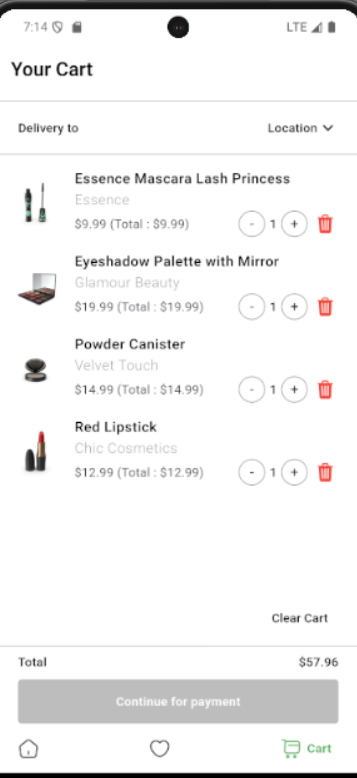 7:14 LTE
Your Cart
Delivery to Location
Essence Mascara Lash Princess
Essence
$9.99 (Total : $9.99) - 1 +
Eyeshadow Palette with Mirror
Glamour Beauty
$19.99 (Total : $19.99) - 1 +
Powder Canister
Velvet Touch
$14.99 (Total : $14.99) - 1 +
Red Lipstick
Chic Cosmetics
$12.99 (Total : $12.99) - 1 +
Clear Cart
Total $57.96
Continue for payment
Cart